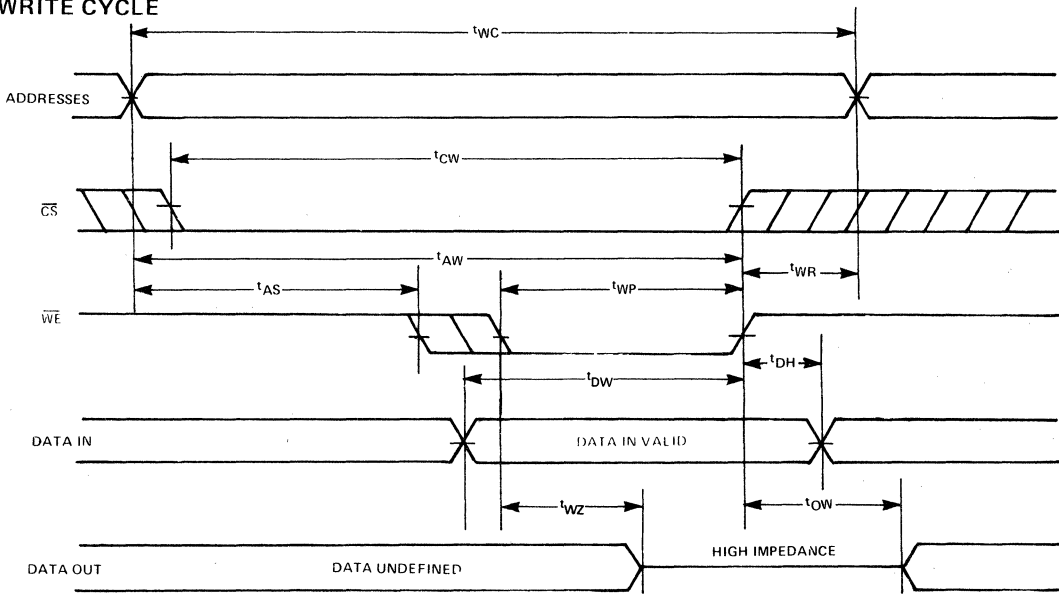 WRITE CYCLE
tWC
ADDRESSES
tCW
CS
tAW
tWR
tAS
tWP
WE
tDH
tDW
DATA IN
DATA IN VALID
tWZ
tOW
HIGH IMPEDANCE
DATA OUT
DATA UNDEFINED